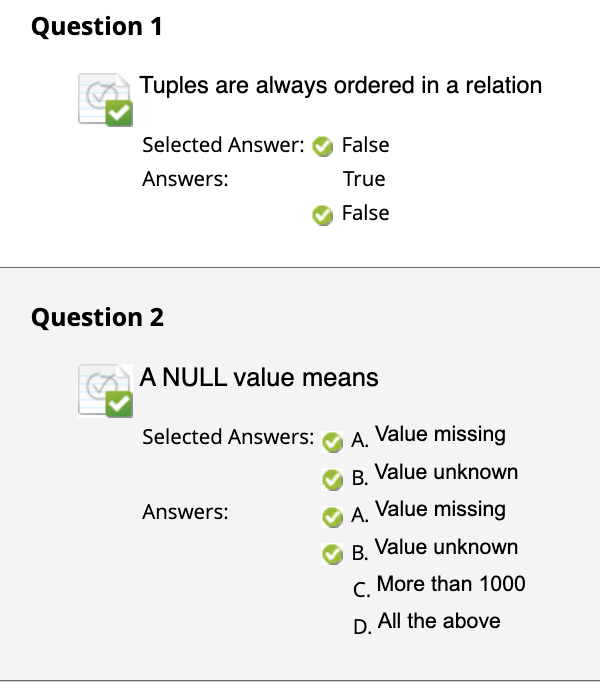 Question 1
Tuples are always ordered in a relation
Selected Answer: False
Answers: True
False
Question 2
A NULL value means
Selected Answers: A. Value missing
B. Value unknown
Answers: A. Value missing
B. Value unknown
C. More than 1000
D. All the above